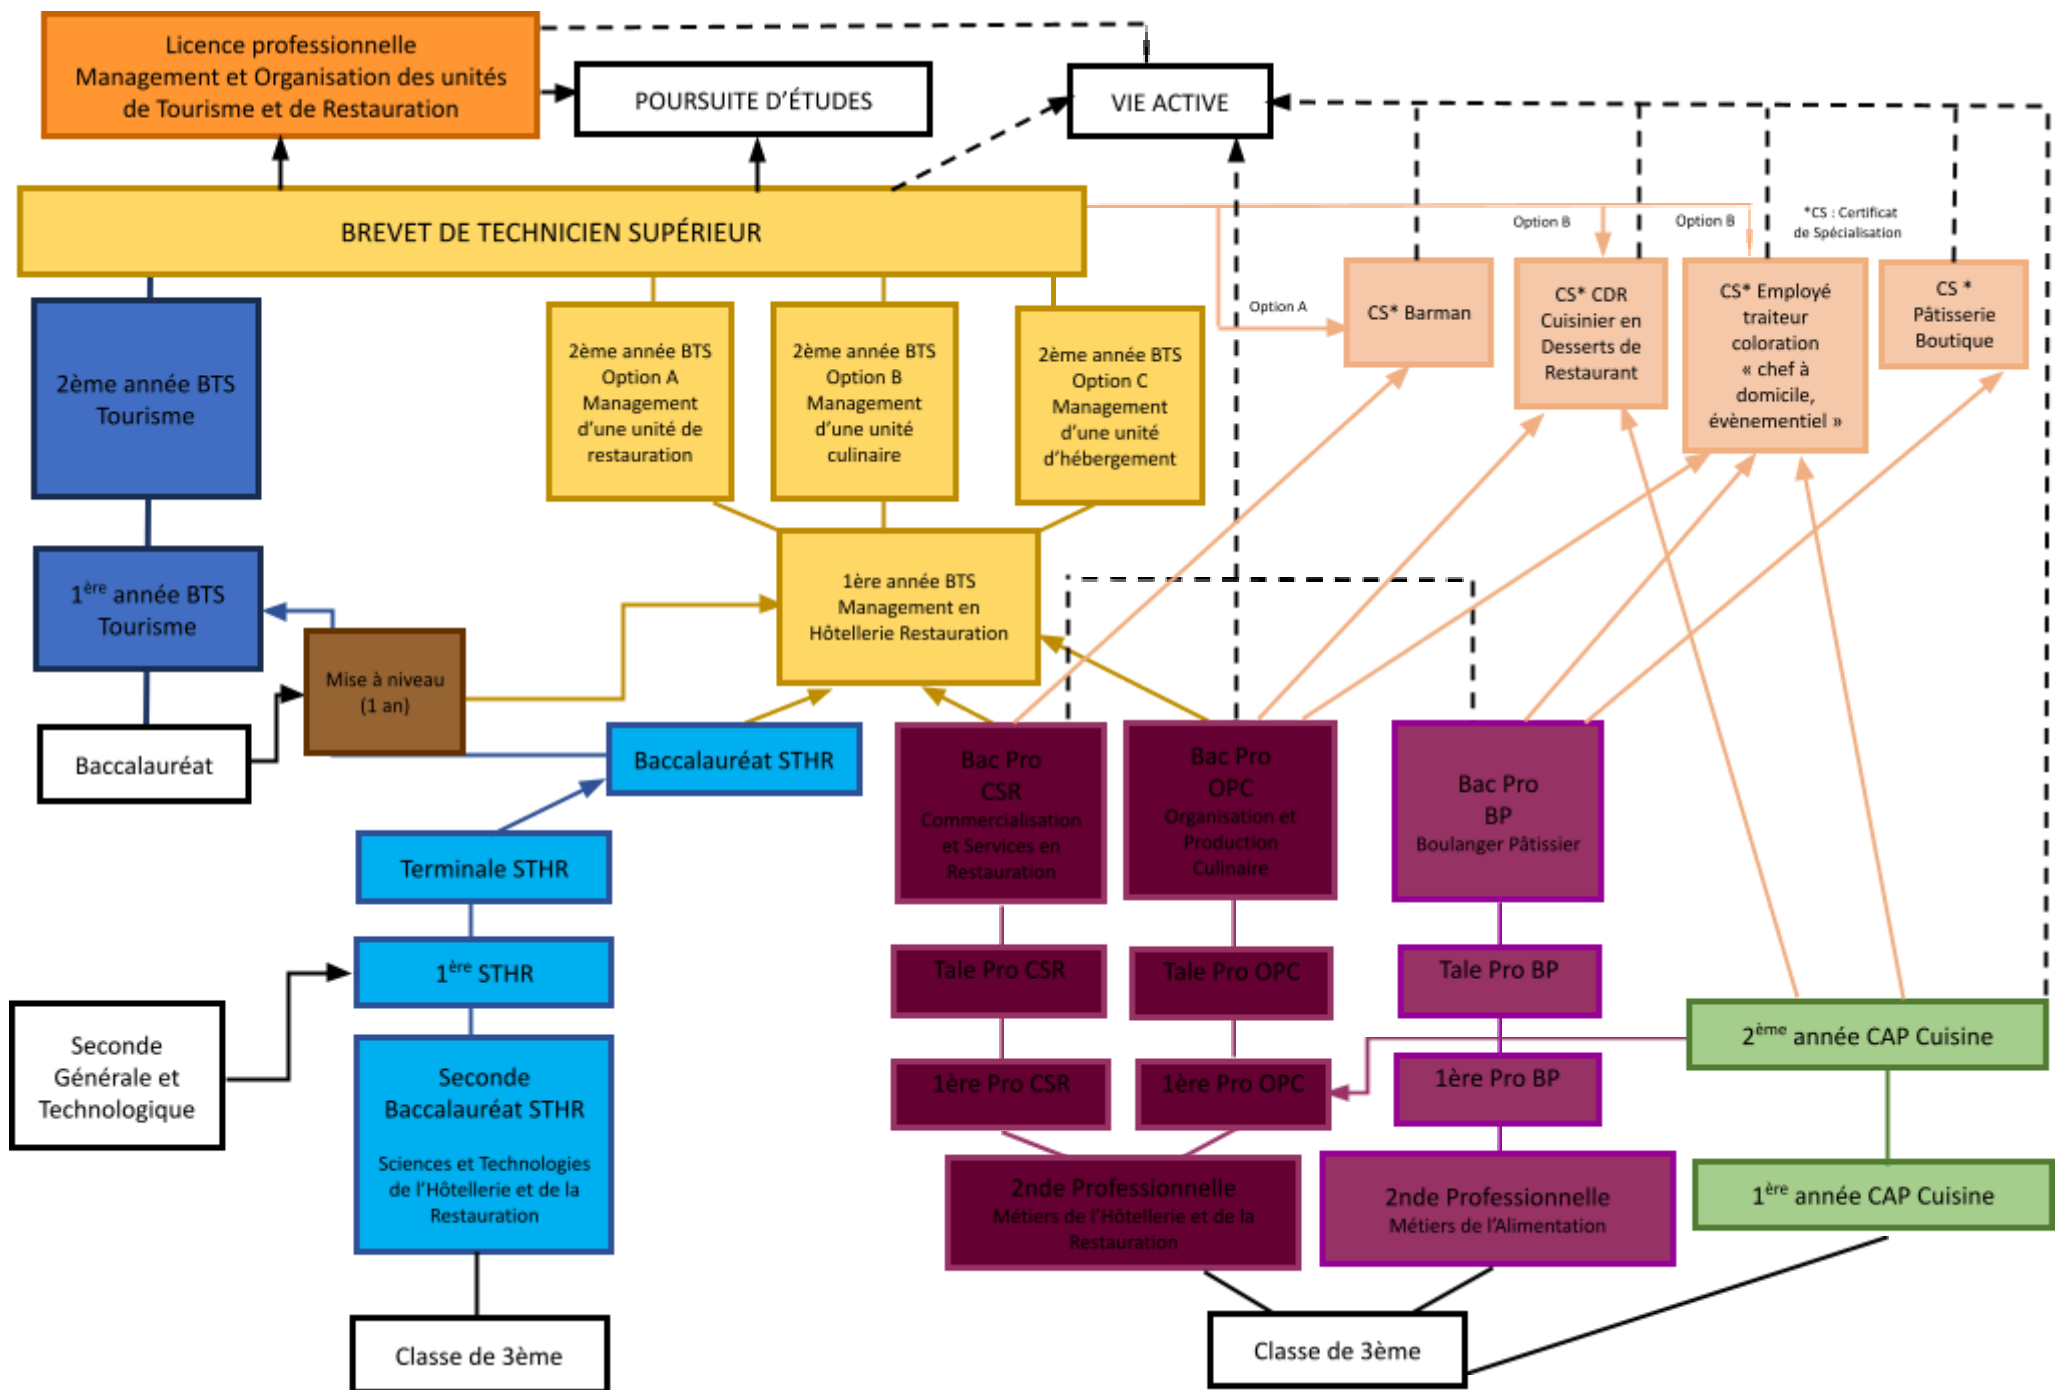 Licence professionnelle
Management et Organisation des unités
de Tourisme et de Restauration
POURSUITE D'ÉTUDES
VIE ACTIVE
BREVET DE TECHNICIEN SUPÉRIEUR
Option A
Option B
Option B
*CS : Certificat
de Spécialisation
2ème année BTS
Tourisme
2ème année BTS
Option A
Management
d'une unité de
restauration
2ème année BTS
Option B
Management
d'une unité
culinaire
2ème année BTS
Option C
Management
d'une unité
d'hébergement
CS* Barman
CS* CDR
Cuisinier en
Desserts de
Restaurant
CS* Employé
traiteur
coloration
« chef à
domicile,
évènementiel »
CS *
Pâtisserie
Boutique
1ère année BTS
Tourisme
1ère année BTS
Management en
Hôtellerie Restauration
Mise à niveau
(1 an)
Baccalauréat
Baccalauréat STHR
Bac Pro
CSR
Commercialisation
et Services en
Restauration
Bac Pro
OPC
Organisation et
Production
Culinaire
Bac Pro
BP
Boulanger Pâtissier
Terminale STHR
1ère STHR
Tale Pro CSR
Tale Pro OPC
Tale Pro BP
Seconde
Générale et
Technologique
Seconde
Baccalauréat STHR
Sciences et Technologies
de l'Hôtellerie et de la
Restauration
1ère Pro CSR
1ère Pro OPC
1ère Pro BP
2ème année CAP Cuisine
2nde Professionnelle
Métiers de l'Hôtellerie et de la
Restauration
2nde Professionnelle
Métiers de l'Alimentation
1ère année CAP Cuisine
Classe de 3ème
Classe de 3ème